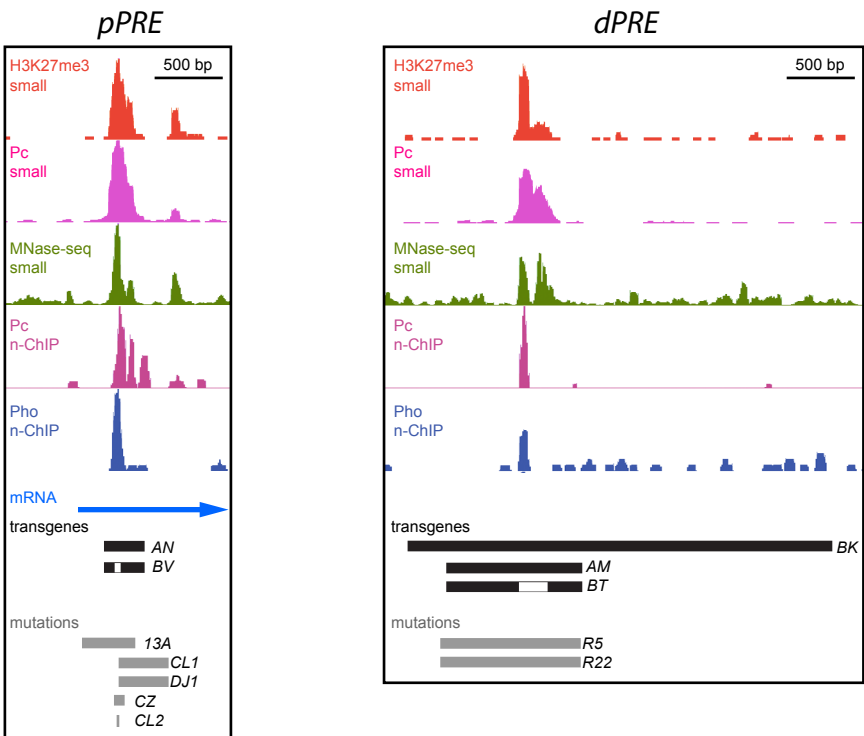 pPRE
H3K27me3
small
500 bp
Pc
small
MNase-seq
small
Pc
n-ChIP
Pho
n-ChIP
mRNA
transgenes
AN
BV
mutations
13A
CL1
DJ1
CZ
CL2
dPRE
H3K27me3
small
500 bp
Pc
small
MNase-seq
small
Pc
n-ChIP
Pho
n-ChIP
transgenes
BK
AM
BT
mutations
R5
R22